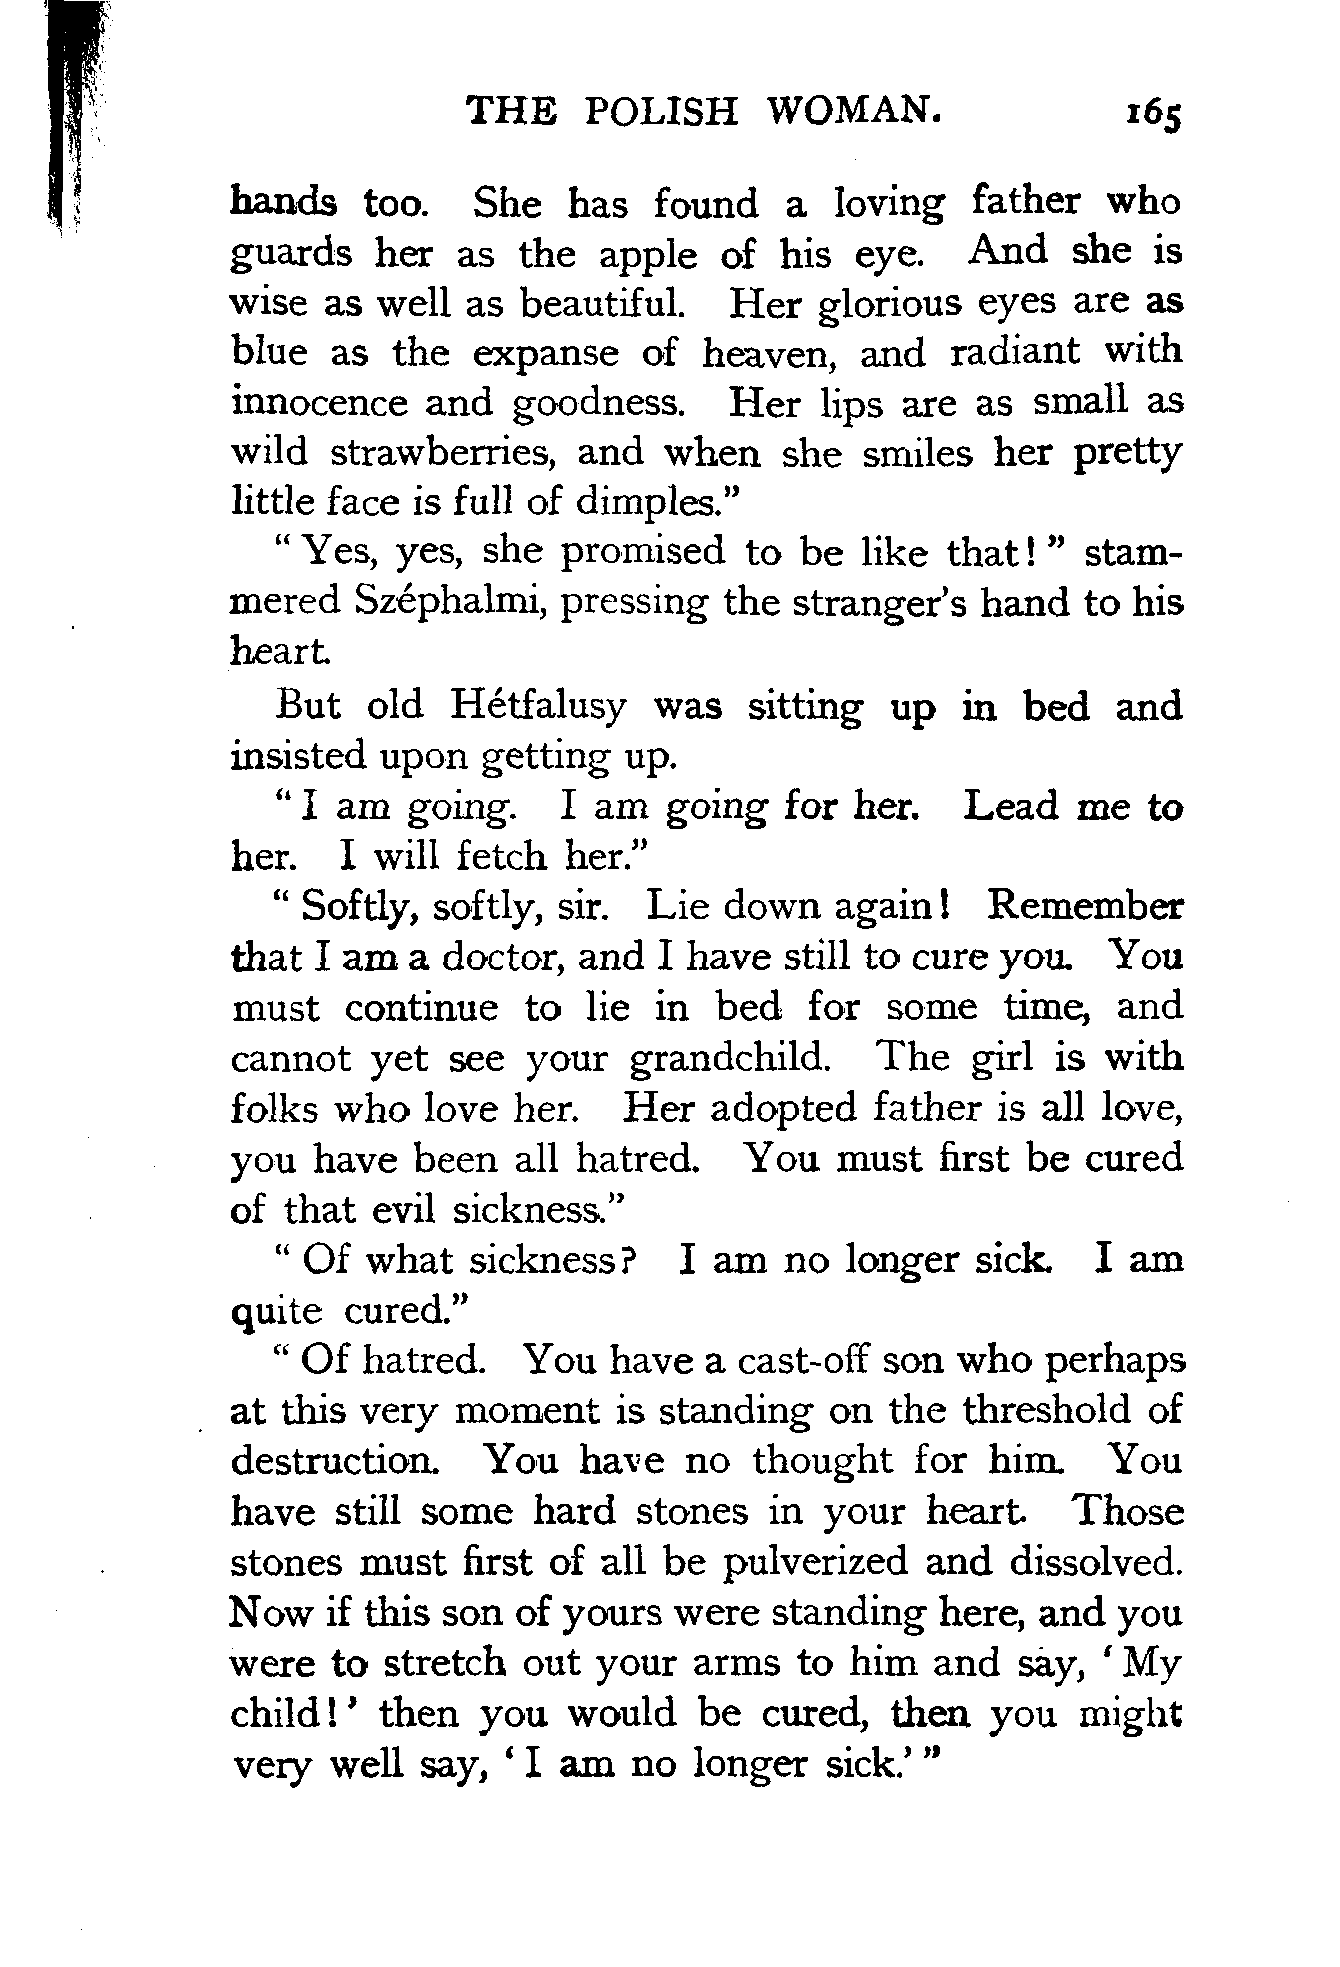 THE POLISH WOMAN. 165
hands too. She has found a loving father who
guards her as the apple of his eye. And she is
wise as well as beautiful. Her glorious eyes are as
blue as the expanse of heaven, and radiant with
innocence and goodness. Her lips are as small as
wild strawberries, and when she smiles her pretty
little face is full of dimples.”
“ Yes, yes, she promised to be like that! ” stam-
mered Széphalmi, pressing the stranger’s hand to his
heart.
But old Hétfalusy was sitting up in bed and
insisted upon getting up.
“ I am going. I am going for her. Lead me to
her. I will fetch her.”
“ Softly, softly, sir. Lie down again! Remember
that I am a doctor, and I have still to cure you. You
must continue to lie in bed for some time, and
cannot yet see your grandchild. The girl is with
folks who love her. Her adopted father is all love,
you have been all hatred. You must first be cured
of that evil sickness.”
“ Of what sickness? I am no longer sick. I am
quite cured.”
“ Of hatred. You have a cast-off son who perhaps
at this very moment is standing on the threshold of
destruction. You have no thought for him. You
have still some hard stones in your heart. Those
stones must first of all be pulverized and dissolved.
Now if this son of yours were standing here, and you
were to stretch out your arms to him and say, ‘ My
child! ’ then you would be cured, then you might
very well say, ‘ I am no longer sick.’ ”